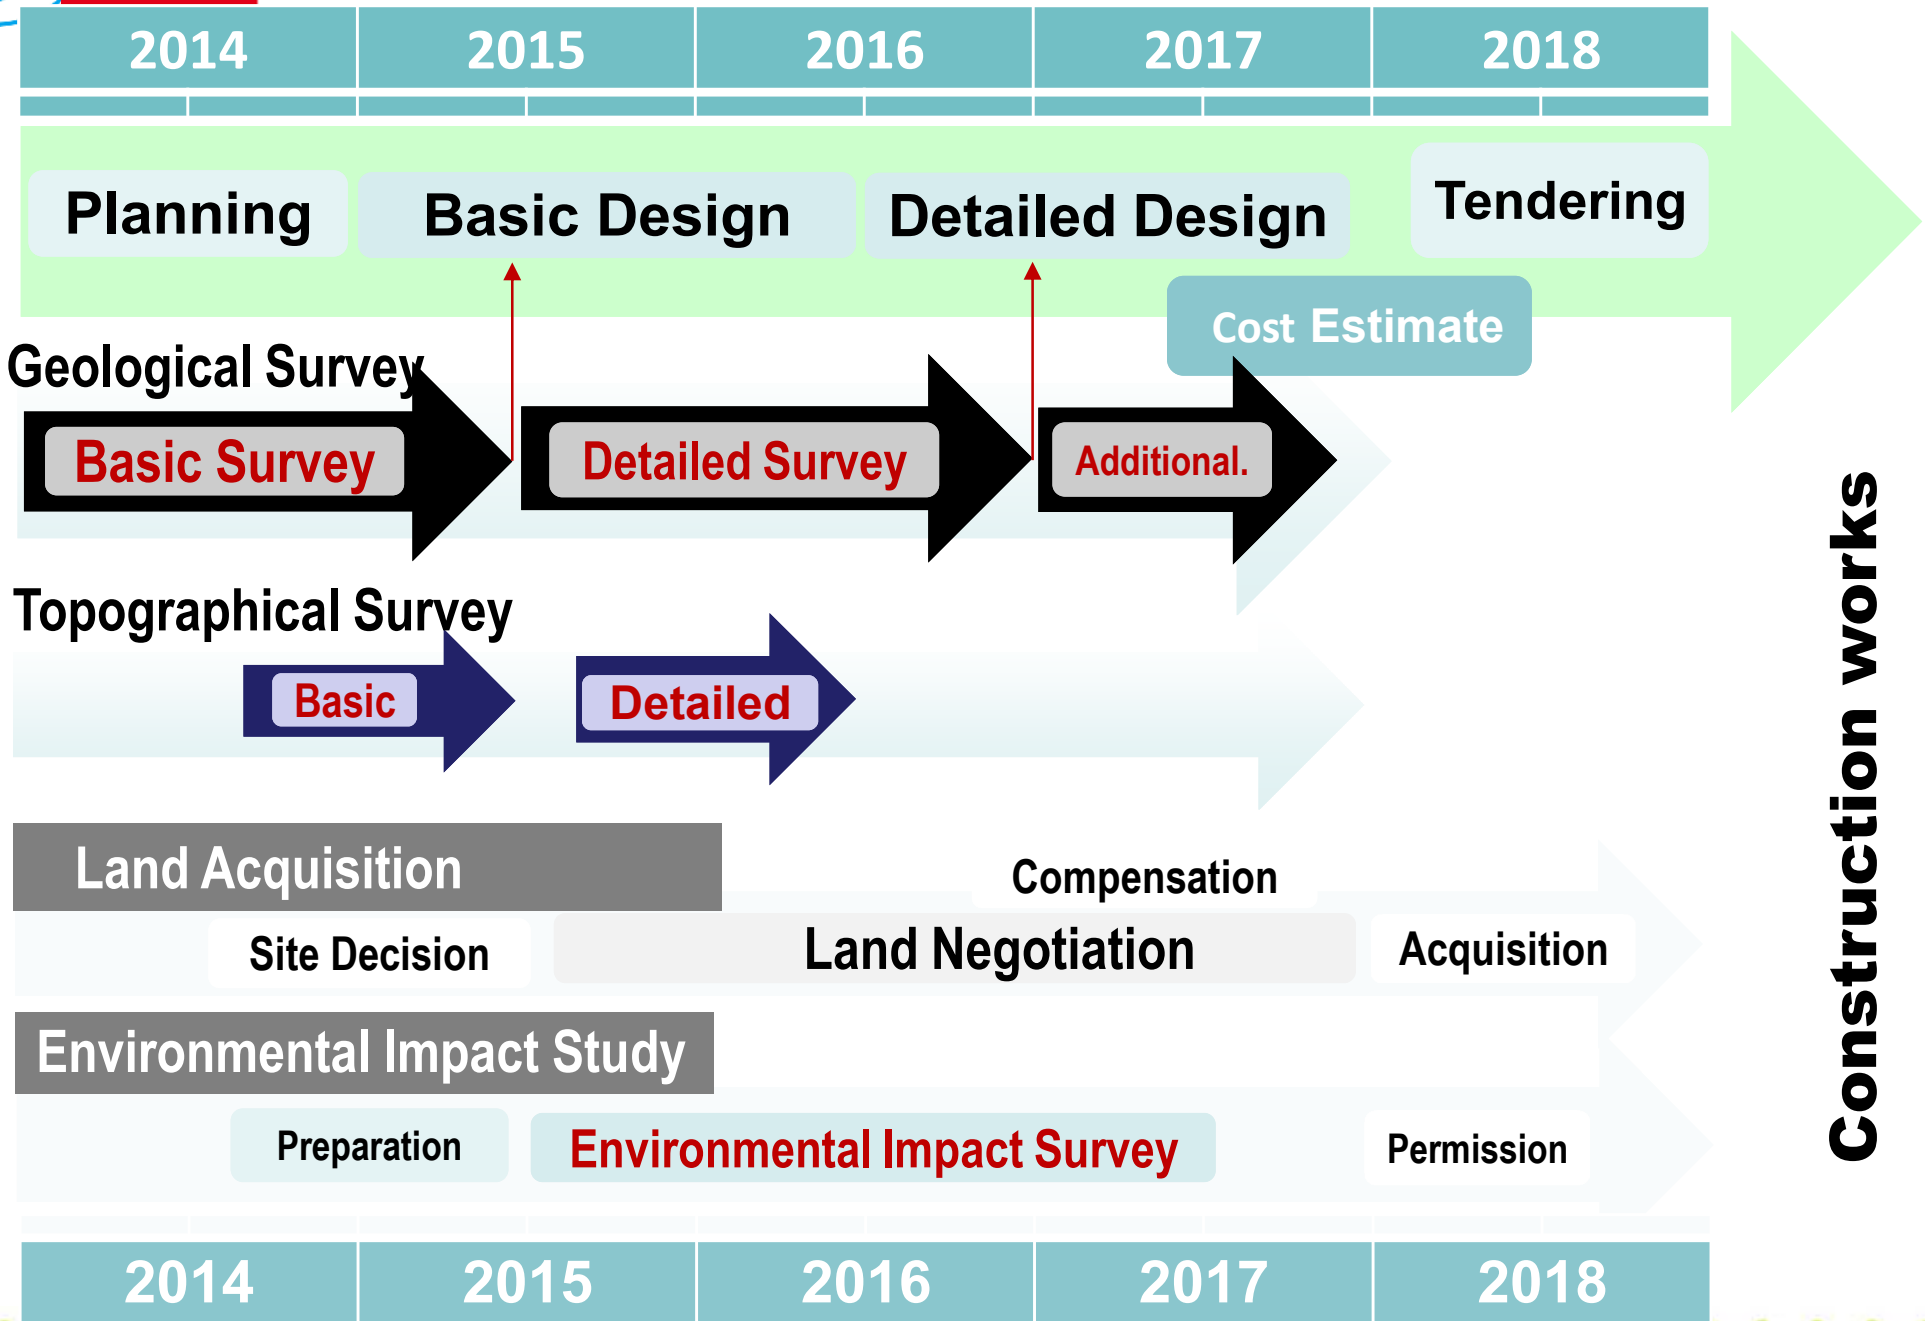 2014 2015 2016 2017 2018
Planning Basic Design Detailed Design Tendering
Cost Estimate
Geological Survey
Basic Survey Detailed Survey Additional.
Topographical Survey
Basic Detailed
Land Acquisition
Compensation
Site Decision Land Negotiation Acquisition
Environmental Impact Study
Preparation Environmental Impact Survey Permission
Construction works
2014 2015 2016 2017 2018